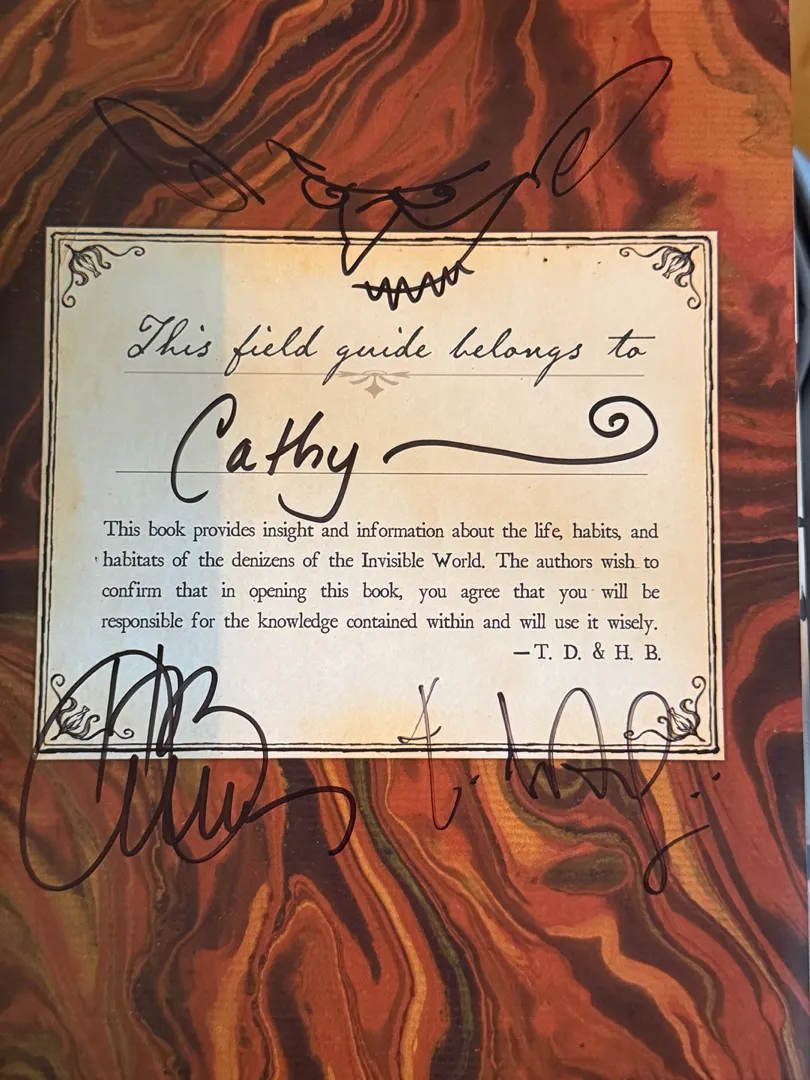 This field guide belongs to
Cathy
This book provides insight and information about the life, habits, and
habitats of the denizens of the Invisible World. The authors wish to
confirm that in opening this book, you agree that you will be
responsible for the knowledge contained within and will use it wisely.
—T. D. & H. B.